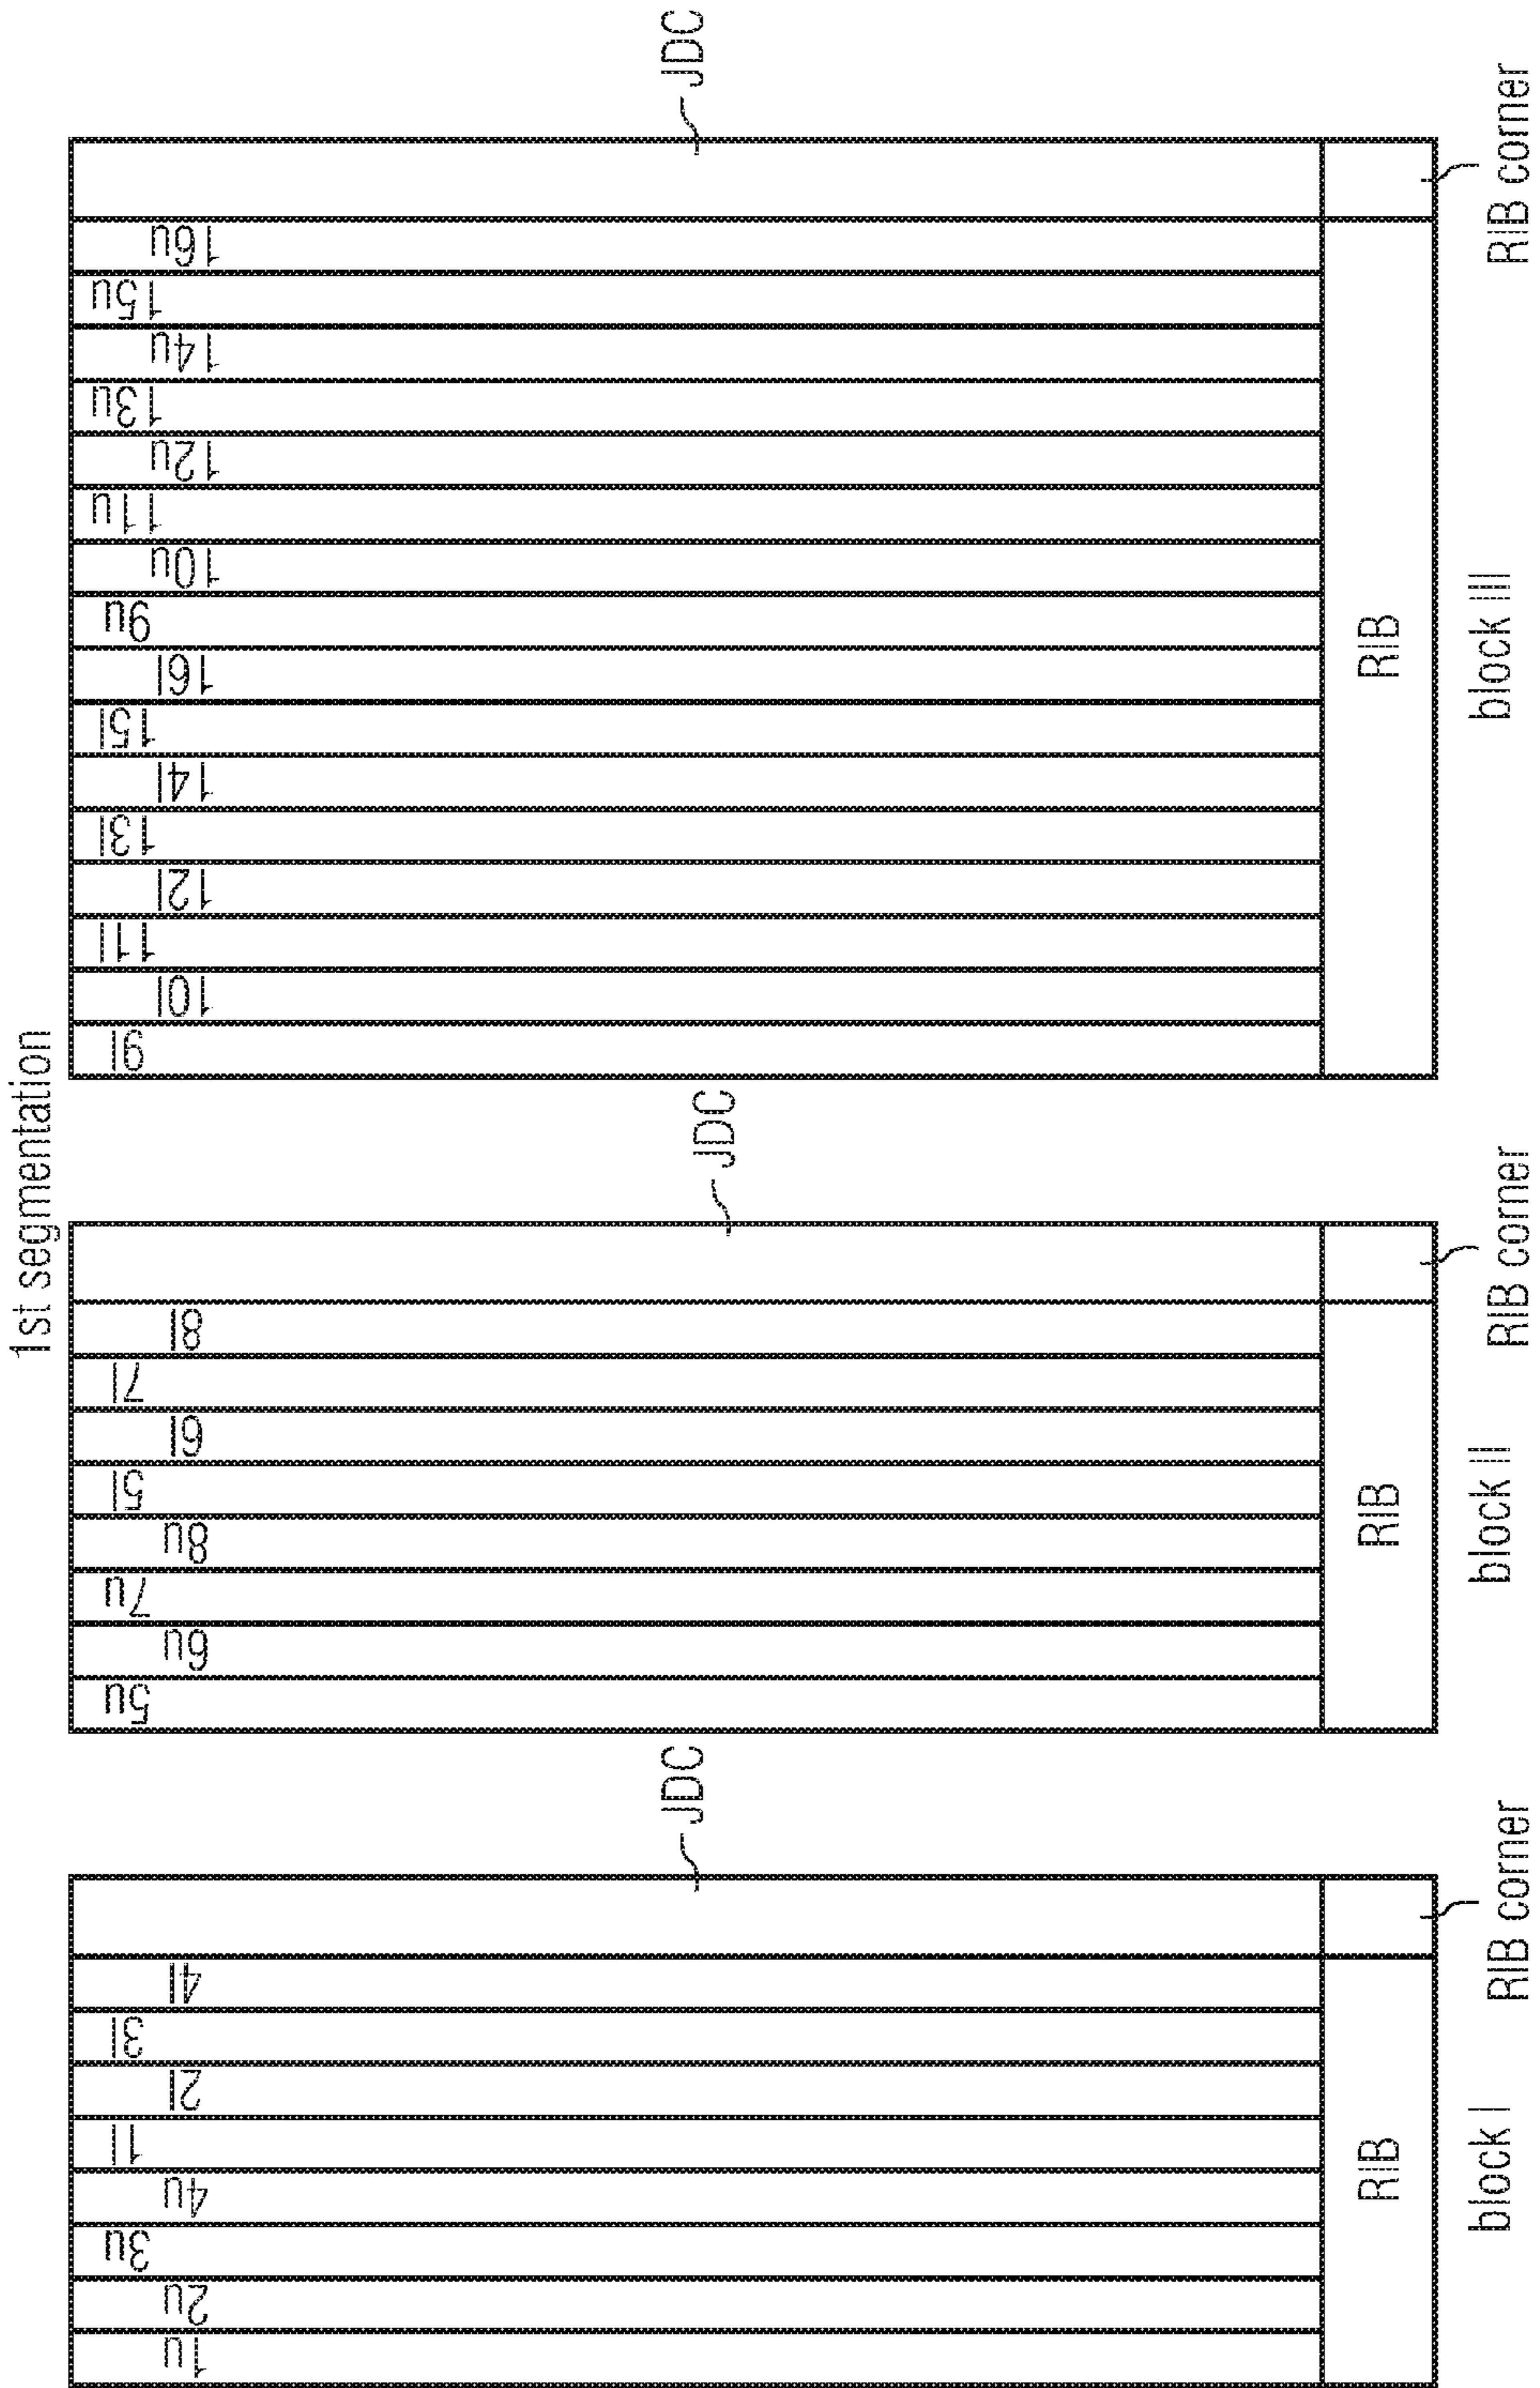 1st segmentation
1u
2u
3u
4u
1l
2l
3l
4l
JDC
RIB
RIB corner
block I
5u
6u
7u
8u
5l
6l
7l
8l
JDC
RIB
RIB corner
block II
9l
10l
11l
12l
13l
14l
15l
16l
9u
10u
11u
12u
13u
14u
15u
16u
JDC
RIB
RIB corner
block III